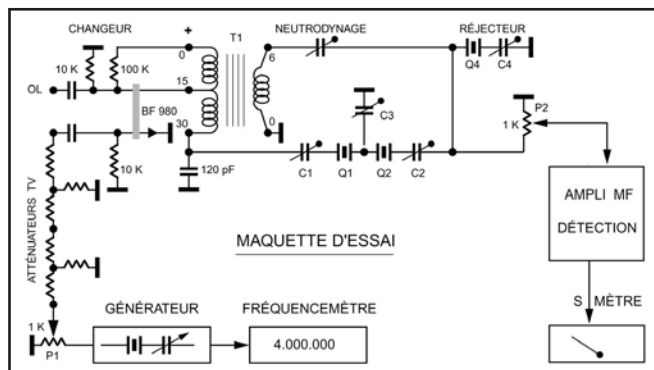 CHANGEUR
+
T1
NEUTRODYNAGE
RÉJECTEUR
0
6
10 K
100 K
Q4
C4
OL
15
C3
P2
BF 980
1 K
30
0
10 K
120 pF
C1
Q1
Q2
C2
ATTÉNUATEURS TV
AMPLI MF
DÉTECTION
MAQUETTE D'ESSAI
S MÈTRE
GÉNÉRATEUR
FRÉQUENCEMÈTRE
1 K
P1
4.000.000